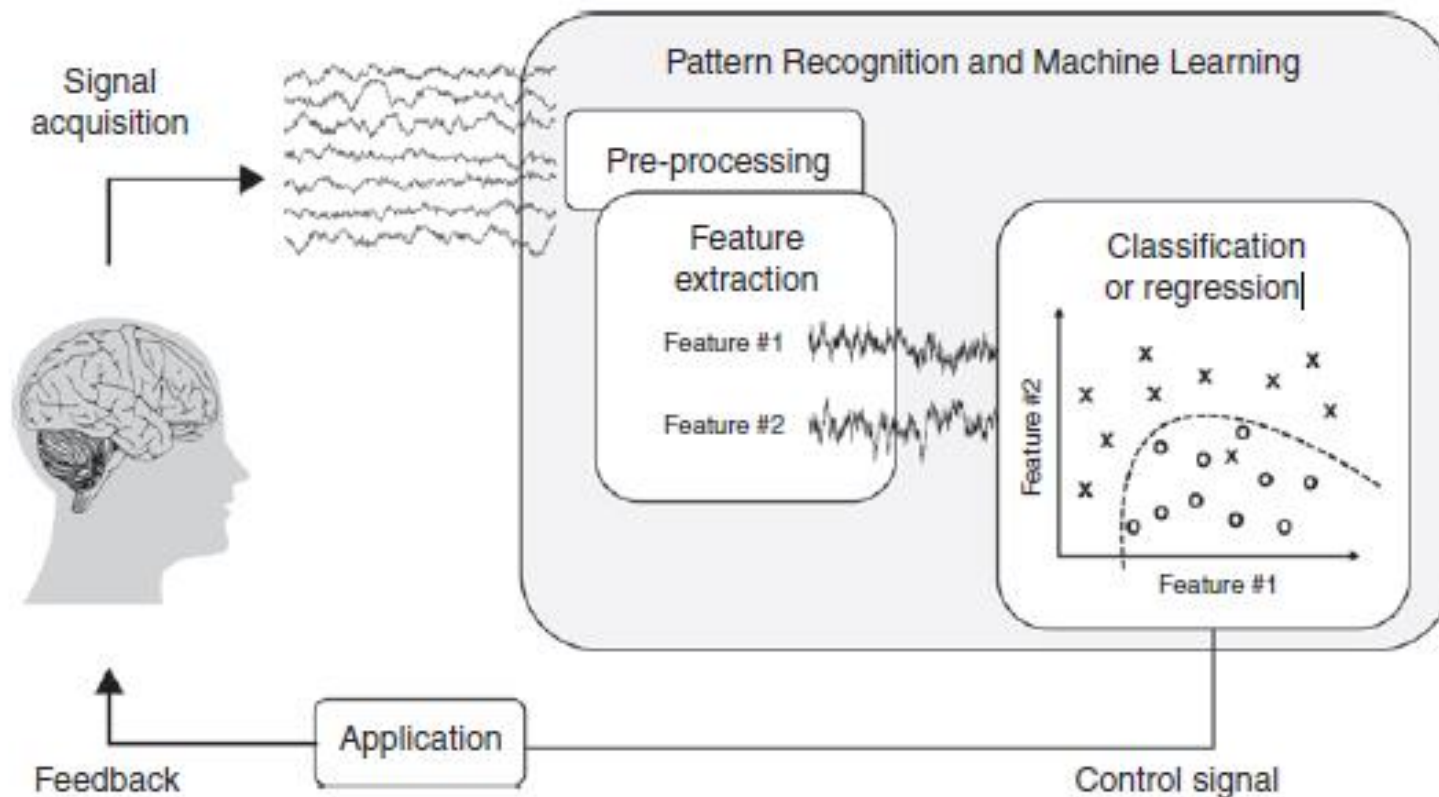 Signal
acquisition
Pattern Recognition and Machine Learning
Pre-processing
Feature
extraction
Feature #1
Feature #2
Classification
or regression
Feature #2
x x x x x x x x x x x
o o o o o o o o o o o
Feature #1
Application
Feedback
Control signal